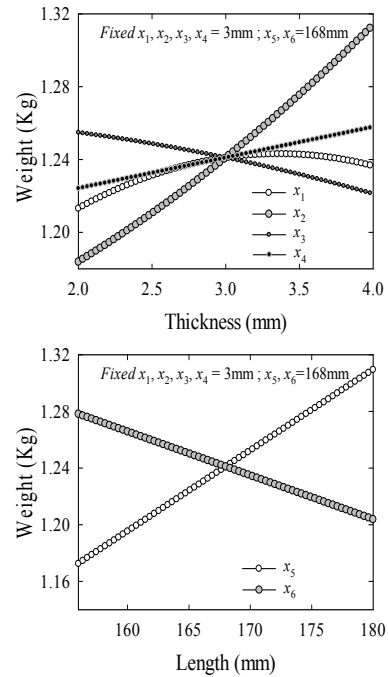 Fixed x1, x2, x3, x4 = 3mm ; x5, x6=168mm
1.32
1.28
1.24
1.20
Weight (Kg)
x1
x2
x3
x4
2.0 2.5 3.0 3.5 4.0
Thickness (mm)
Fixed x1, x2, x3, x4 = 3mm ; x5, x6=168mm
1.32
1.28
1.24
1.20
1.16
Weight (Kg)
x5
x6
160 165 170 175 180
Length (mm)